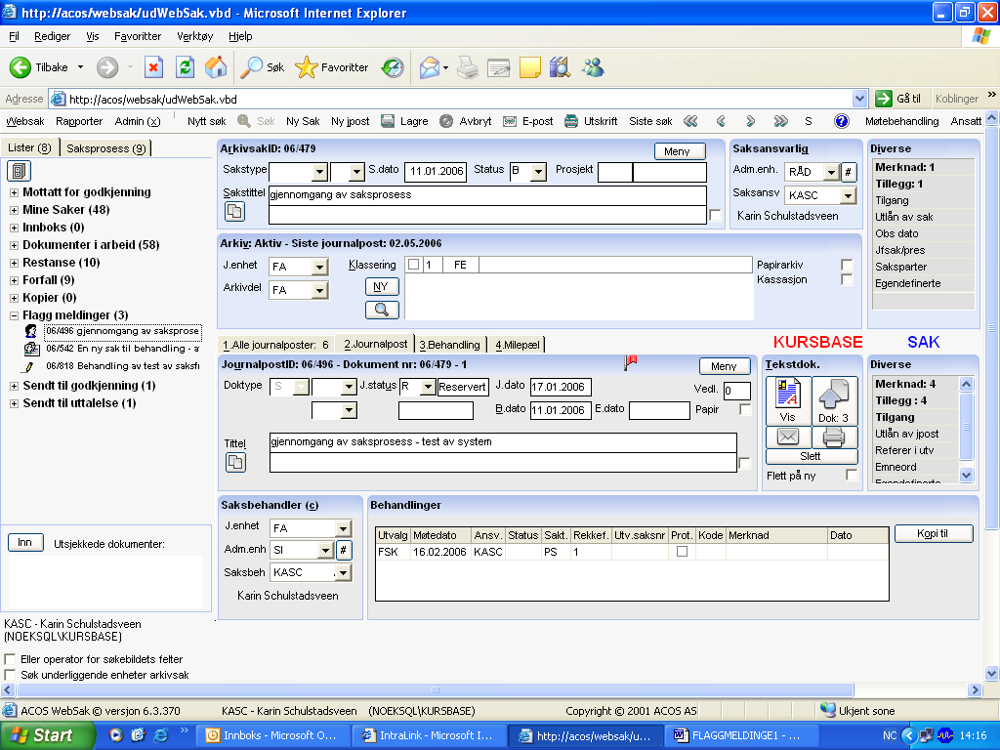 http://acos/websak/udWebSak.vbd - Microsoft Internet Explorer
Fil Rediger Vis Favoritter Verktøy Hjelp
Tilbake Søk Favoritter
Adresse http://acos/websak/udWebSak.vbd Gå til Koblinger »
Websak Rapporter Admin (x) Nytt søk Søk Ny Sak Ny jpost Lagre Avbryt E-post Utskrift Siste søk S Møtebehandling Ansatt
Lister (8) Saksprosess (9)
Mottatt for godkjenning
Mine Saker (48)
Innboks (0)
Dokumenter i arbeid (58)
Restanse (10)
Forfall (9)
Kopier (0)
Flagg meldinger (3)
06/496 gjennomgang av saksprose
06/542 En ny sak til behandling - a
06/818 Behandling av test av saksfr
Sendt til godkjenning (1)
Sendt til uttalelse (1)
Inn Utsjekkede dokumenter:
KASC - Karin Schulstadsveen
(NOEKSQL\KURSBASE)
Eller operator for søkebildets felter
Søk underliggende enheter arkivsak
ArkivsakID: 06/479 Meny
Sakstype S.dato 11.01.2006 Status B Prosjekt
Sakstittel gjennomgang av saksprosess
Saksansvarlig
Adm.enh. RÅD #
Saksansv KASC
Karin Schulstadsveen
Diverse
Merknad: 1
Tillegg: 1
Tilgang
Utlån av sak
Obs dato
Jfsak/pres
Saksparter
Egendefinerte
Arkiv: Aktiv - Siste journalpost: 02.05.2006
J.enhet FA Klassering 1 FE Papirarkiv
Kassasjon
Arkivdel FA NY
1.Alle journalposter: 6 2.Journalpost 3.Behandling 4.Milepæl KURSBASE SAK
JournalpostID: 06/496 - Dokument nr: 06/479 - 1 Meny
Doktype S J.status R Reservert J.dato 17.01.2006 Vedl. 0
B.dato 11.01.2006 E.dato Papir
Tittel gjennomgang av saksprosess - test av system
Tekstdok.
Vis Dok: 3
Slett
Flett på ny
Diverse
Merknad: 4
Tillegg : 4
Tilgang
Utlån av jpost
Referer i utv
Emneord
Egendefinerte
Saksbehandler (c)
J.enhet FA
Adm.enh SI #
Saksbeh KASC
Karin Schulstadsveen
Behandlinger
Utvalg Møtedato Ansv. Status Sakt. Rekkef. Utv.saksnr Prot. Kode Merknad Dato
FSK 16.02.2006 KASC PS 1
Kopi til
ACOS WebSak © versjon 6.3.370 KASC - Karin Schulstadsveen (NOEKSQL\KURSBASE) Copyright © 2001 ACOS AS Ukjent sone
Start » Innboks - Microsoft O... IntraLink - Microsoft I... http://acos/websak/u... FLAGGMELDINGE1 - ... NC 14:16